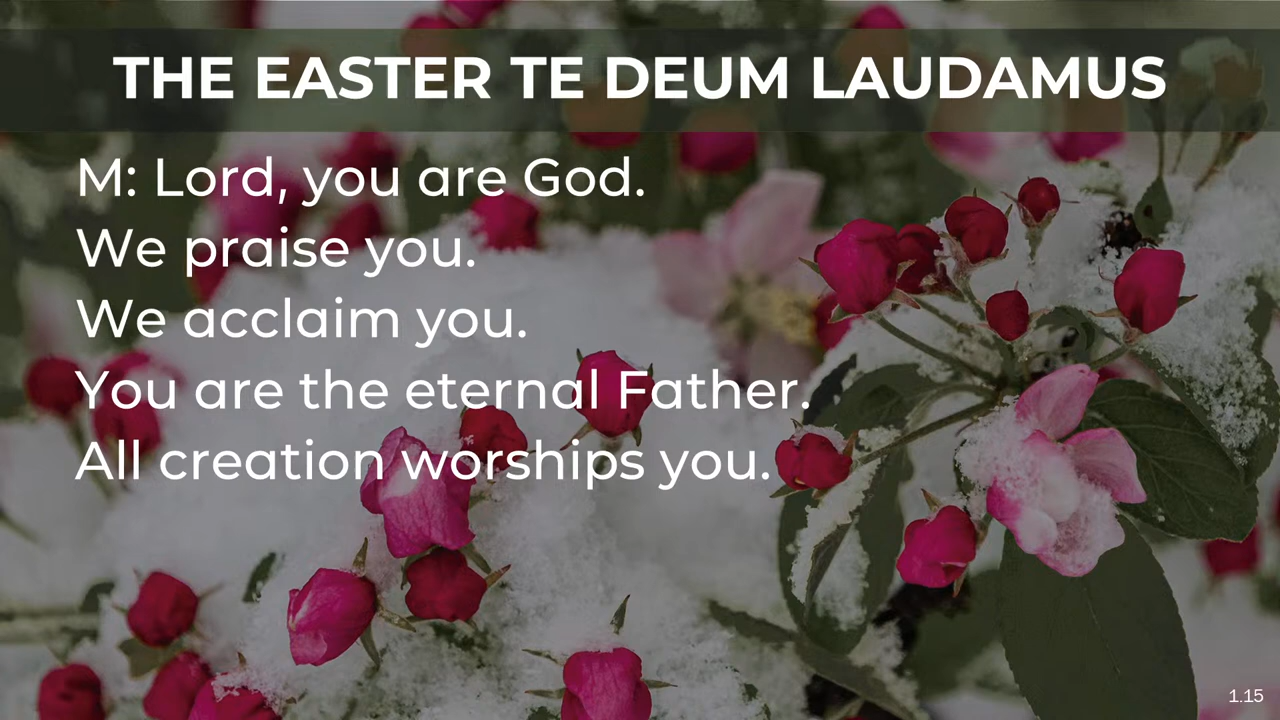 THE EASTER TE DEUM LAUDAMUS
M: Lord, you are God.
We praise you.
We acclaim you.
You are the eternal Father.
All creation worships you.
1.15